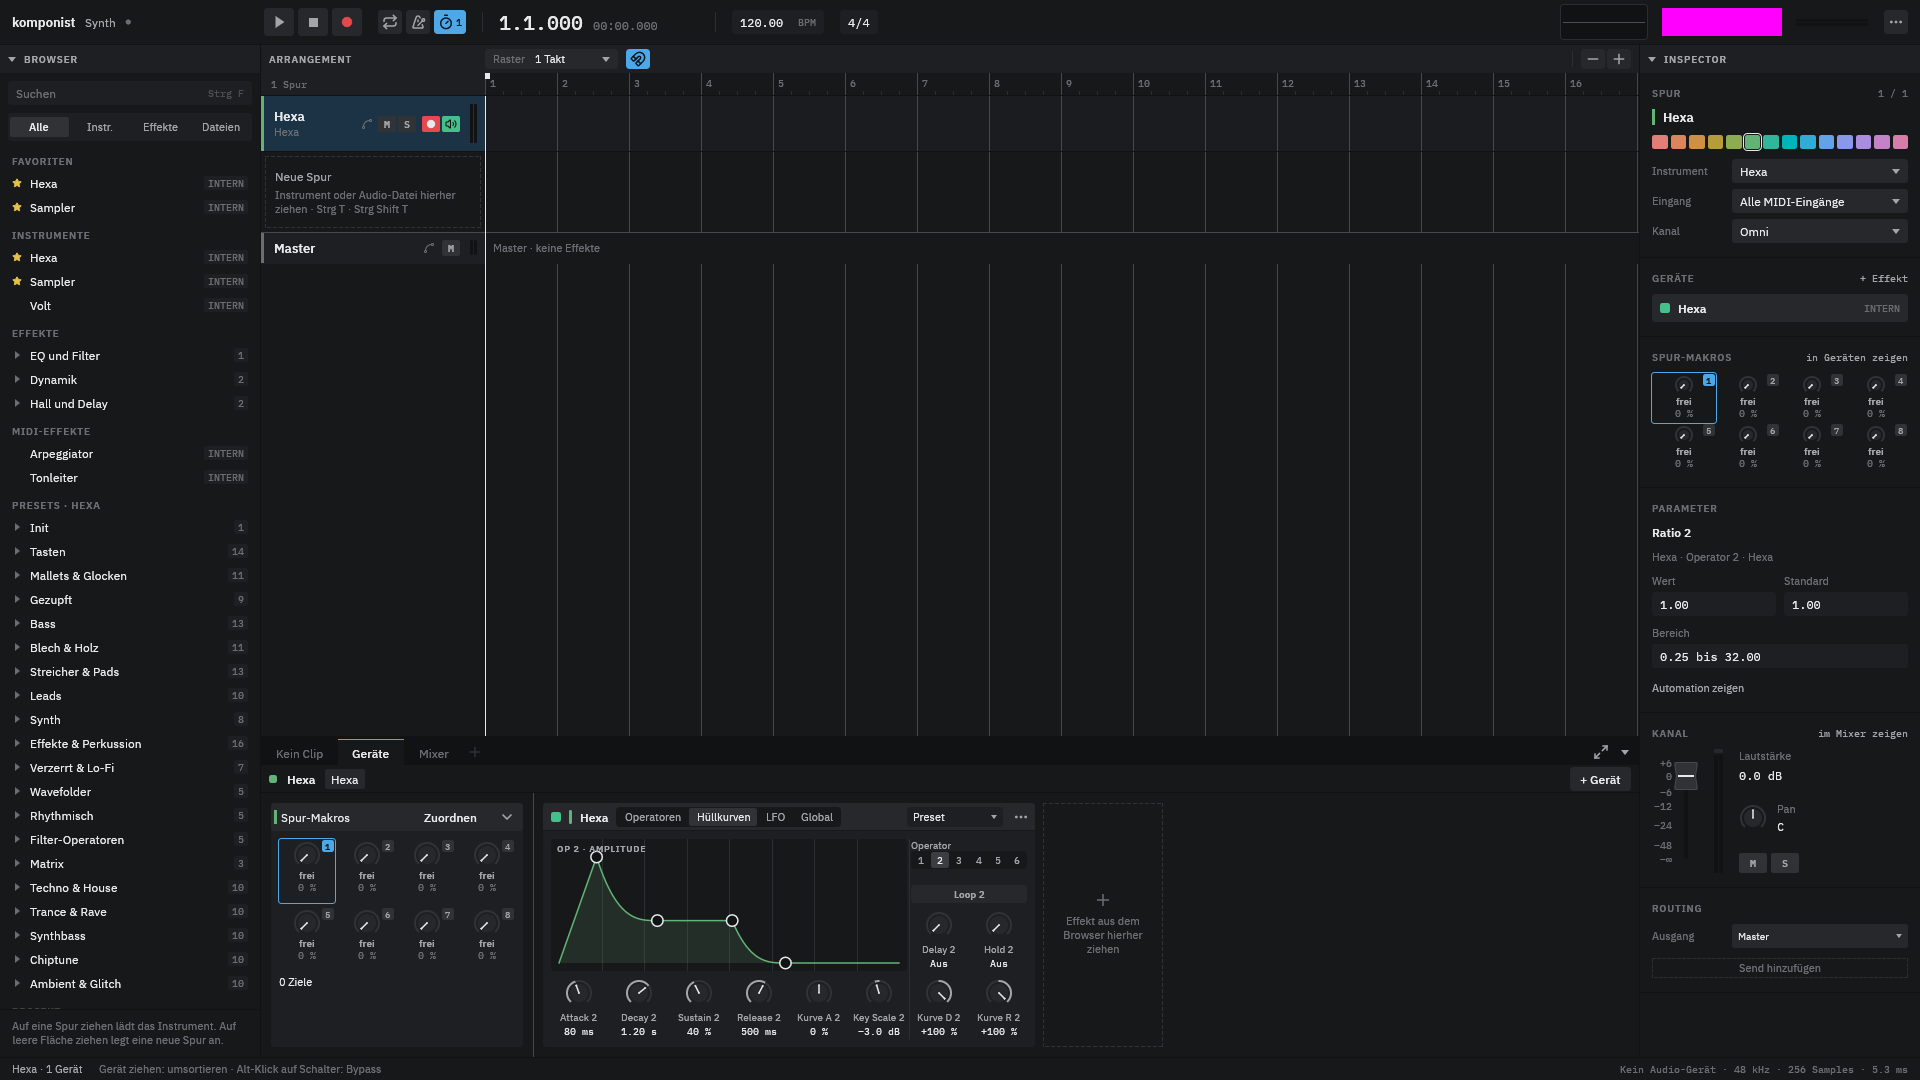 komponist Synth
1
1.1.000 00:00.000
120.00 BPM
4/4
BROWSER
Suchen Strg F
Alle Instr. Effekte Dateien
FAVORITEN
Hexa INTERN
Sampler INTERN
INSTRUMENTE
Hexa INTERN
Sampler INTERN
Volt INTERN
EFFEKTE
EQ und Filter 1
Dynamik 2
Hall und Delay 2
MIDI-EFFEKTE
Arpeggiator INTERN
Tonleiter INTERN
PRESETS · HEXA
Init 1
Tasten 14
Mallets & Glocken 11
Gezupft 9
Bass 13
Blech & Holz 11
Streicher & Pads 13
Leads 10
Synth 8
Effekte & Perkussion 16
Verzerrt & Lo-Fi 7
Wavefolder 5
Rhythmisch 5
Filter-Operatoren 5
Matrix 3
Techno & House 10
Trance & Rave 10
Synthbass 10
Chiptune 10
Ambient & Glitch 10
Auf eine Spur ziehen lädt das Instrument. Auf
leere Fläche ziehen legt eine neue Spur an.
ARRANGEMENT
Raster 1 Takt
1 Spur
1 2 3 4 5 6 7 8 9 10 11 12 13 14 15 16
Hexa
Hexa
M S
Neue Spur
Instrument oder Audio-Datei hierher
ziehen · Strg T · Strg Shift T
Master M
Master · keine Effekte
Kein Clip Geräte Mixer
Hexa Hexa
+ Gerät
Spur-Makros Zuordnen
1 2 3 4
frei frei frei frei
0 % 0 % 0 % 0 %
5 6 7 8
frei frei frei frei
0 % 0 % 0 % 0 %
0 Ziele
Hexa Operatoren Hüllkurven LFO Global Preset
OP 2 · AMPLITUDE
Operator
1 2 3 4 5 6
Loop 2
Delay 2 Hold 2
Aus Aus
Attack 2 Decay 2 Sustain 2 Release 2 Kurve A 2 Key Scale 2 Kurve D 2 Kurve R 2
80 ms 1.20 s 40 % 500 ms 0 % −3.0 dB +100 % +100 %
Effekt aus dem
Browser hierher
ziehen
INSPECTOR
SPUR 1 / 1
Hexa
Instrument Hexa
Eingang Alle MIDI-Eingänge
Kanal Omni
GERÄTE + Effekt
Hexa INTERN
SPUR-MAKROS in Geräten zeigen
1 2 3 4
frei frei frei frei
0 % 0 % 0 % 0 %
5 6 7 8
frei frei frei frei
0 % 0 % 0 % 0 %
PARAMETER
Ratio 2
Hexa · Operator 2 · Hexa
Wert Standard
1.00 1.00
Bereich
0.25 bis 32.00
Automation zeigen
KANAL im Mixer zeigen
+6
0
−6
−12
−24
−48
−∞
Lautstärke
0.0 dB
Pan
C
M S
ROUTING
Ausgang Master
Send hinzufügen
Hexa · 1 Gerät Gerät ziehen: umsortieren · Alt-Klick auf Schalter: Bypass
Kein Audio-Gerät · 48 kHz · 256 Samples · 5.3 ms